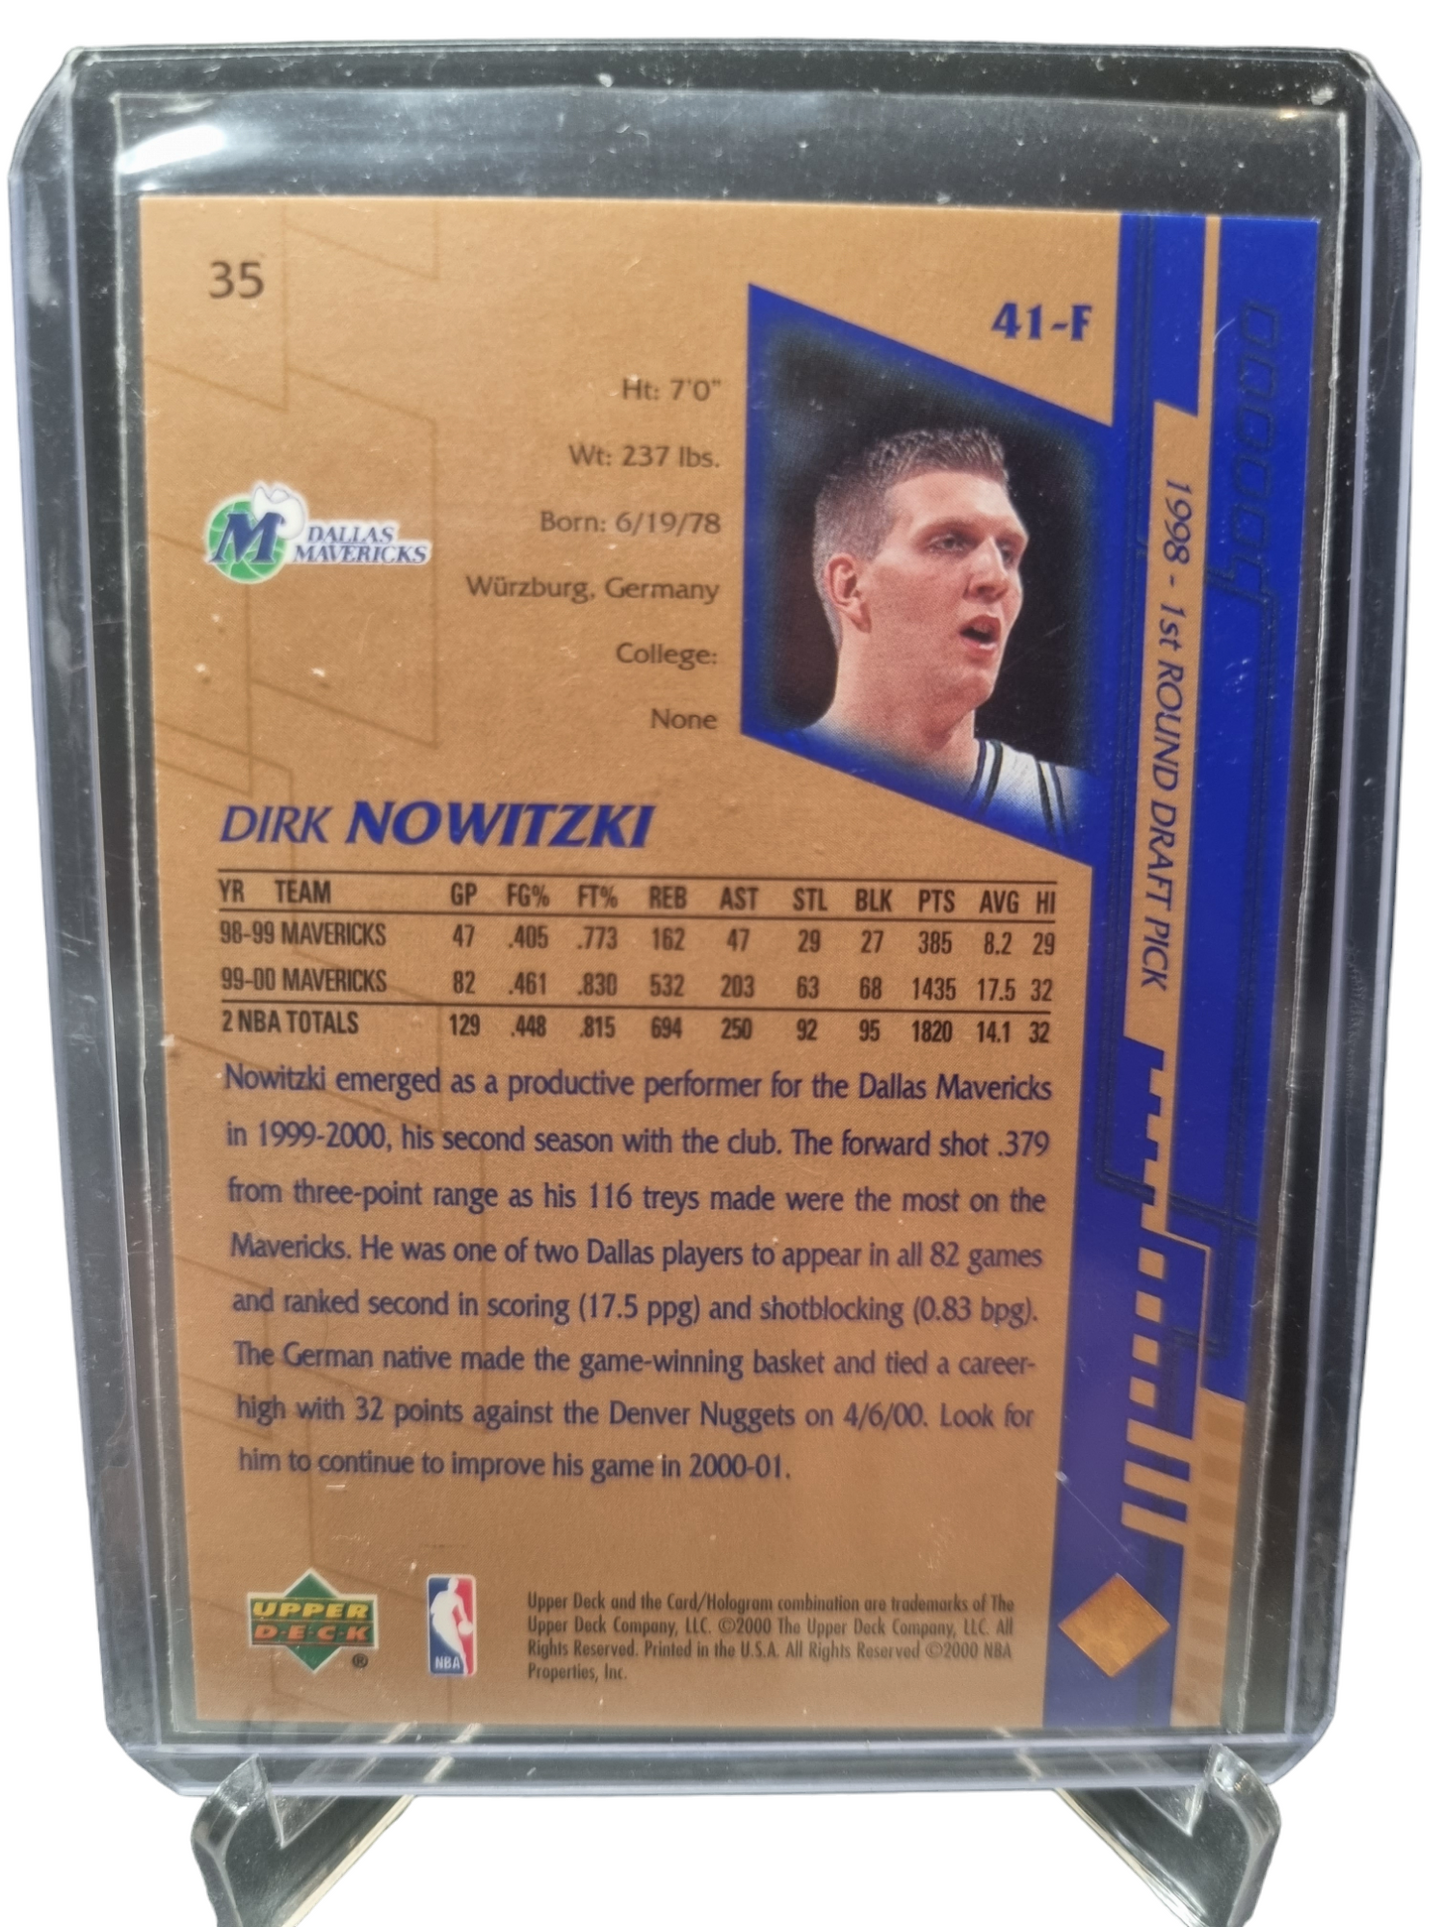 35
41-F
Ht: 7'0"
Wt: 237 lbs.
Born: 6/19/78
Würzburg, Germany
College:
None
M DALLAS
MAVERICKS
1998 - 1st ROUND DRAFT PICK
DIRK NOWITZKI
YR TEAM GP FG% FT% REB AST STL BLK PTS AVG HI
98-99 MAVERICKS 47 .405 .773 162 47 29 27 385 8.2 29
99-00 MAVERICKS 82 .461 .830 532 203 63 68 1435 17.5 32
2 NBA TOTALS 129 .448 .815 694 250 92 95 1820 14.1 32
Nowitzki emerged as a productive performer for the Dallas Mavericks
in 1999-2000, his second season with the club. The forward shot .379
from three-point range as his 116 treys made were the most on the
Mavericks. He was one of two Dallas players to appear in all 82 games
and ranked second in scoring (17.5 ppg) and shotblocking (0.83 bpg).
The German native made the game-winning basket and tied a career-
high with 32 points against the Denver Nuggets on 4/6/00. Look for
him to continue to improve his game in 2000-01.
UPPER
D·E·C·K
®
NBA
Upper Deck and the Card/Hologram combination are trademarks of The
Upper Deck Company, LLC. ©2000 The Upper Deck Company, LLC. All
Rights Reserved. Printed in the U.S.A. All Rights Reserved ©2000 NBA
Properties, Inc.